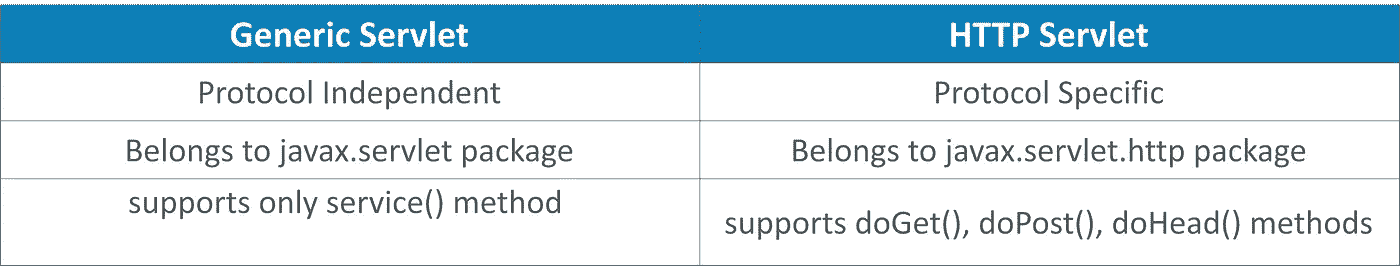 Generic Servlet
HTTP Servlet
Protocol Independent
Protocol Specific
Belongs to javax.servlet package
Belongs to javax.servlet.http package
supports only service() method
supports doGet(), doPost(), doHead() methods